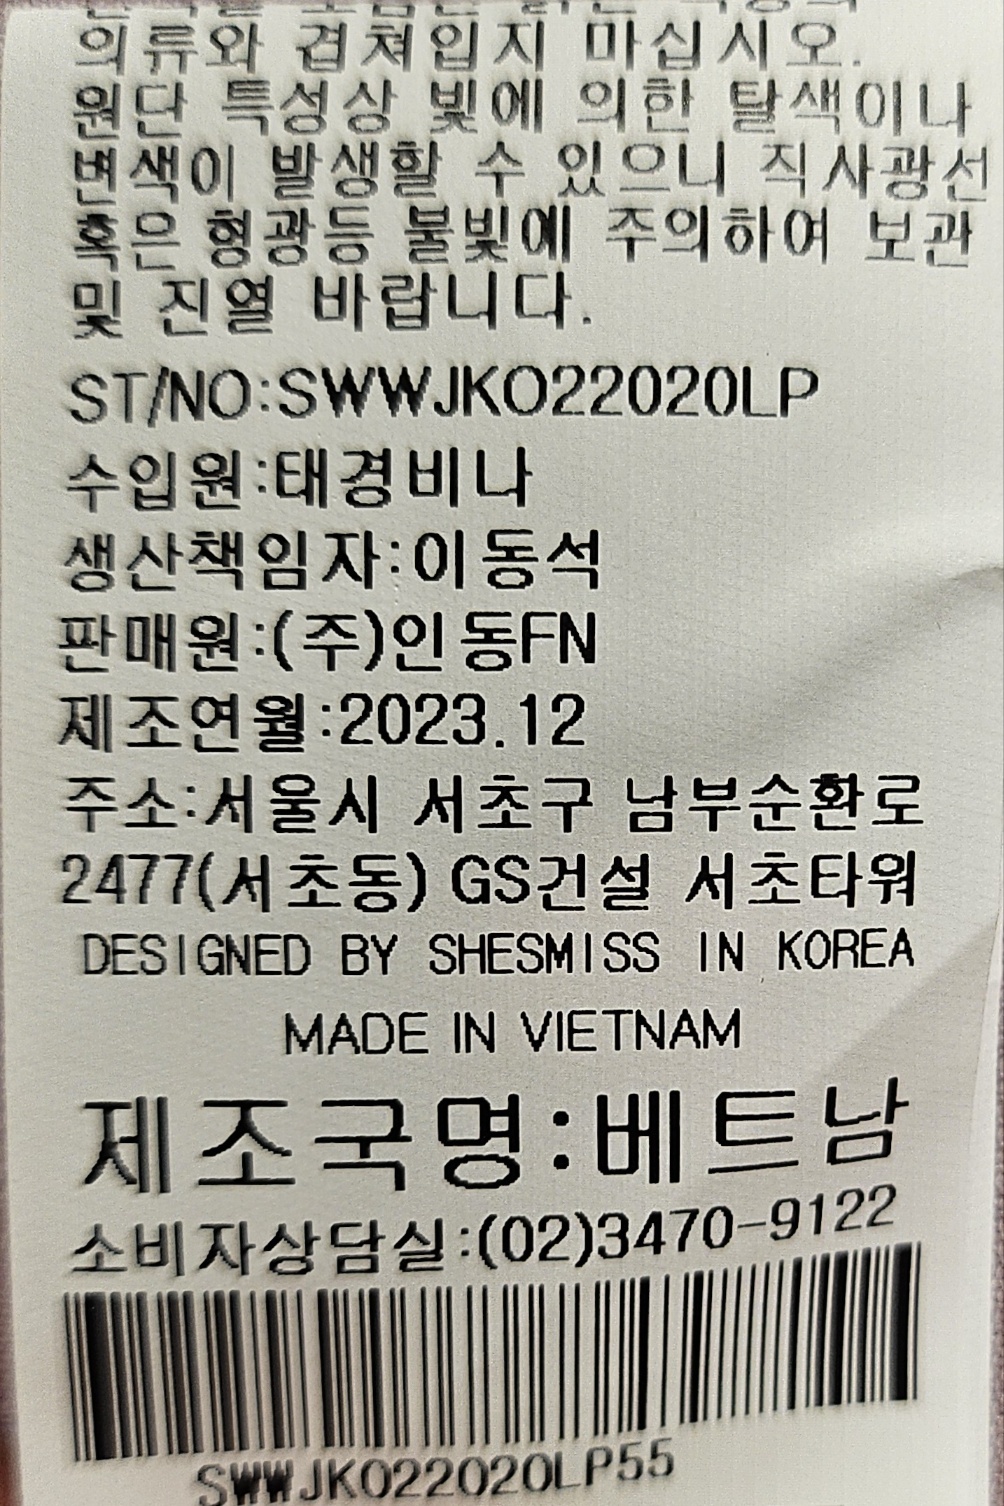 의류와 겹쳐입지 마십시오.
원단 특성상 빛에 의한 탈색이나
변색이 발생할 수 있으니 직사광선
혹은 형광등 불빛에 주의하여 보관
및 진열 바랍니다.
ST/NO:SWWJKO22020LP
수입원:태경비나
생산책임자:이동석
판매원:(주)인동FN
제조연월:2023.12
주소:서울시 서초구 남부순환로
2477(서초동) GS건설 서초타워
DESIGNED BY SHESMISS IN KOREA
MADE IN VIETNAM
제조국명:베트남
소비자상담실:(02)3470-9122
SWWJKO22020LP55